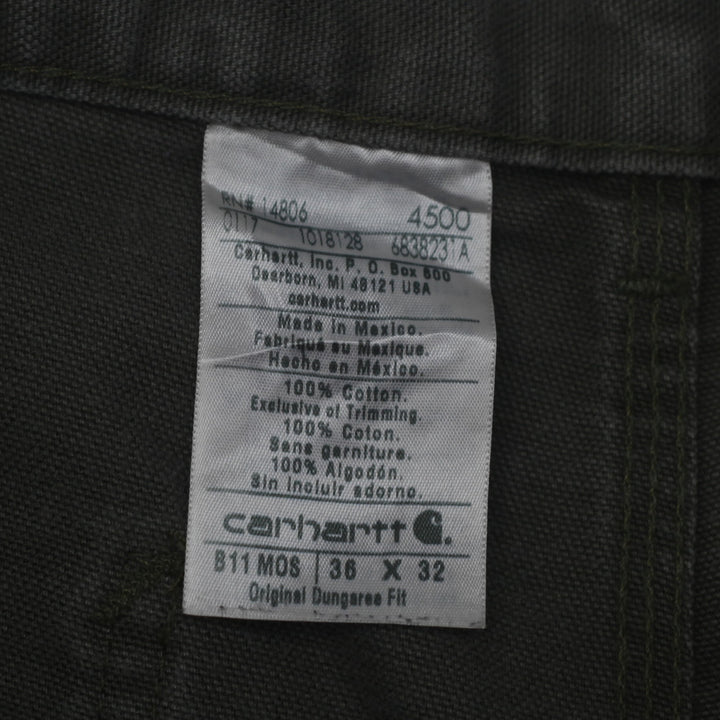 RN# 14806 4500
0117 1018128 6838231A
Carhartt, Inc. P. O. Box 600
Dearborn, MI 48121 USA
carhartt.com
Made in Mexico.
Fabriqué au Mexique.
Hecho en México.
100% Cotton.
Exclusive of Trimming.
100% Coton.
Sans garniture.
100% Algodón.
Sin incluir adorno.
carhartt
B11 MOS 36 X 32
Original Dungaree Fit